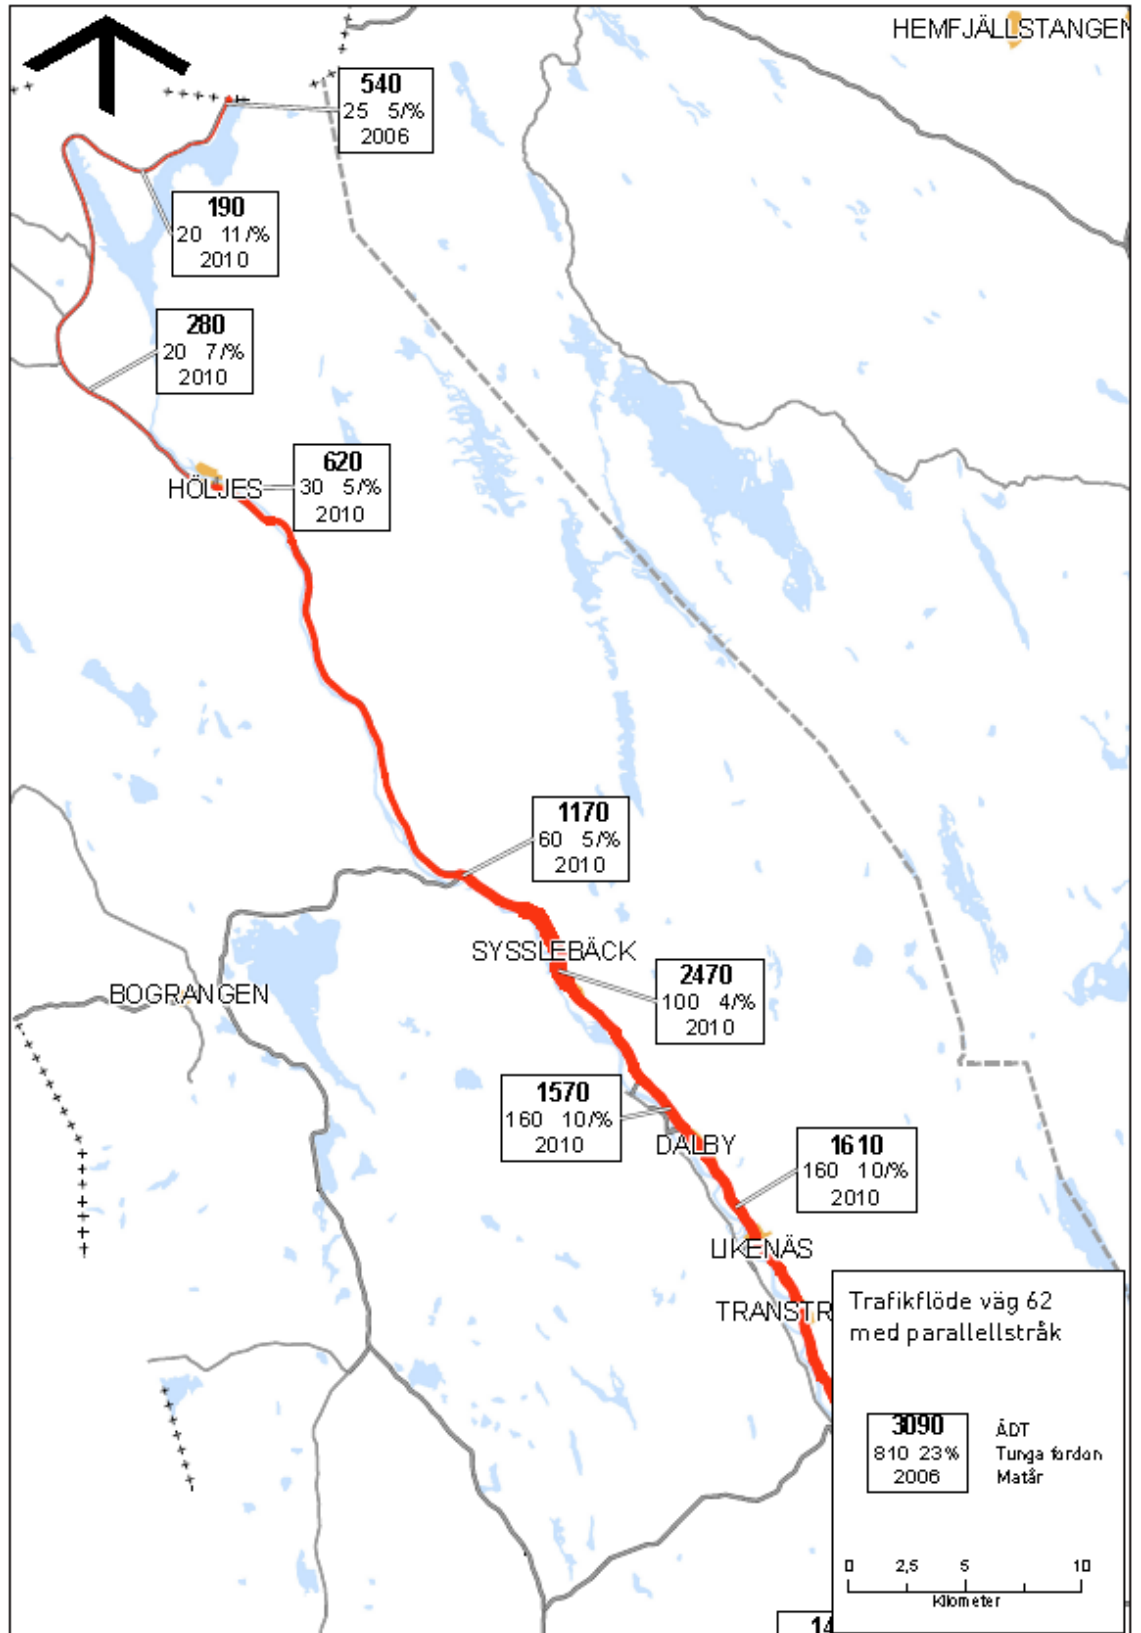 HEMFJÄLLSTANGEN
540
25 5/%
2006
190
20 11/%
2010
280
20 7/%
2010
620
30 5/%
2010
HÖLJES
1170
60 5/%
2010
SYSSLEBÄCK
2470
100 4/%
2010
BOGRANGEN
1570
160 10/%
2010
DALBY
1610
160 10/%
2010
LIKENÄS
TRANSTR
Trafikflöde väg 62
med parallellstråk
3090
810 23%
2006
ÅDT
Tunga fordon
Matår
0 2,5 5 10
Kilometer
14